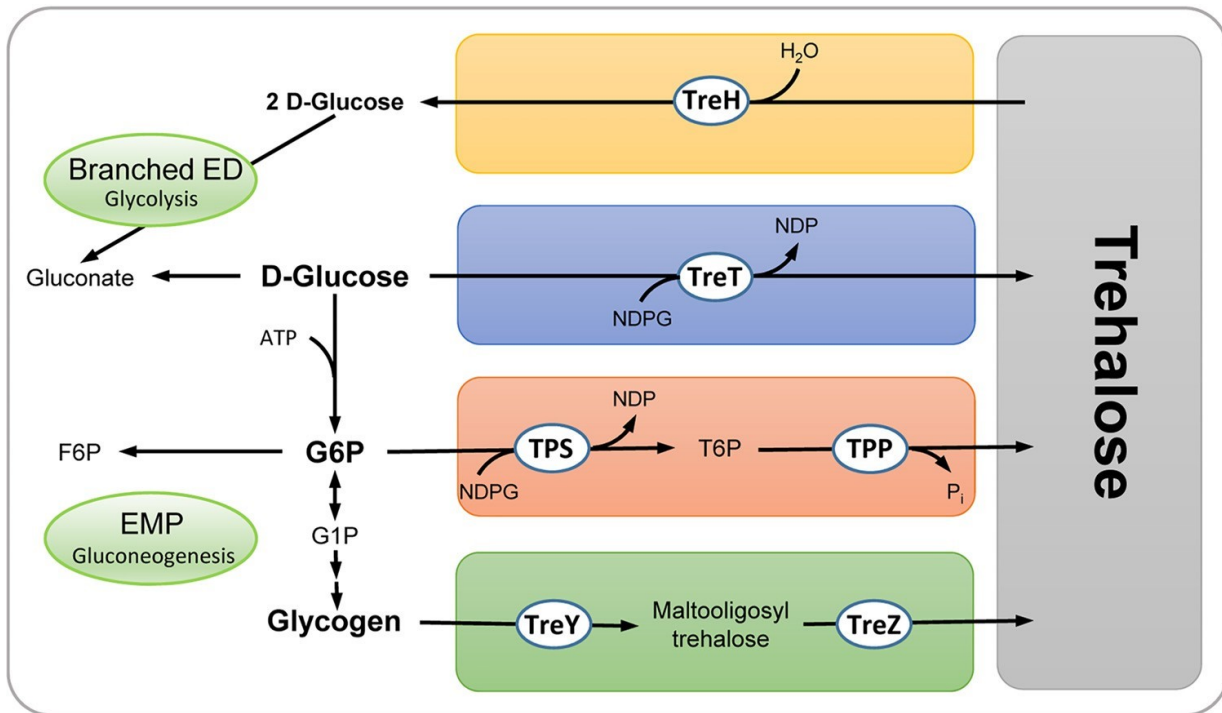 H₂O
2 D-Glucose
TreH
Branched ED
Glycolysis
NDP
Gluconate
D-Glucose
TreT
NDPG
ATP
NDP
F6P
G6P
TPS
T6P
TPP
NDPG
Pᵢ
EMP
Gluconeogenesis
G1P
Glycogen
TreY
Maltooligosyl
trehalose
TreZ
Trehalose